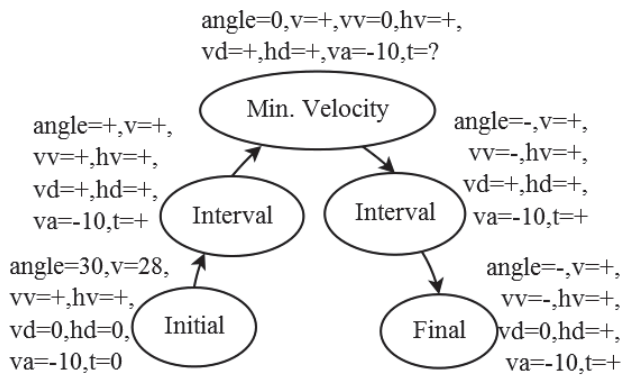 angle=0,v=+,vv=0,hv=+,
vd=+,hd=+,va=-10,t=?
Min. Velocity
angle=+,v=+,
vv=+,hv=+,
vd=+,hd=+,
va=-10,t=+
Interval
angle=-,v=+,
vv=-,hv=+,
vd=+,hd=+,
va=-10,t=+
Interval
angle=30,v=28,
vv=+,hv=+,
vd=0,hd=0,
va=-10,t=0
Initial
angle=-,v=+,
vv=-,hv=+,
vd=0,hd=+,
va=-10,t=+
Final